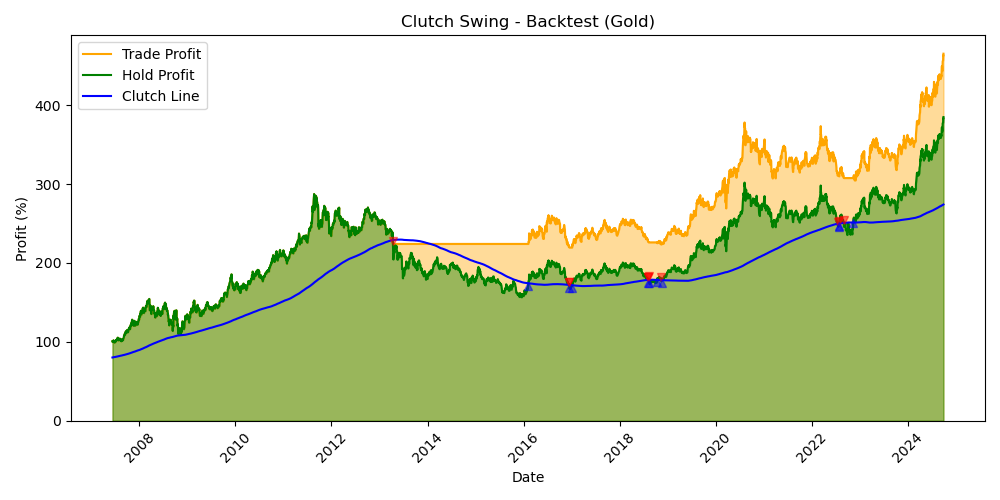 Clutch Swing - Backtest (Gold)
Trade Profit
Hold Profit
Clutch Line
Profit (%)
400
300
200
100
0
2008
2010
2012
2014
2016
2018
2020
2022
2024
Date